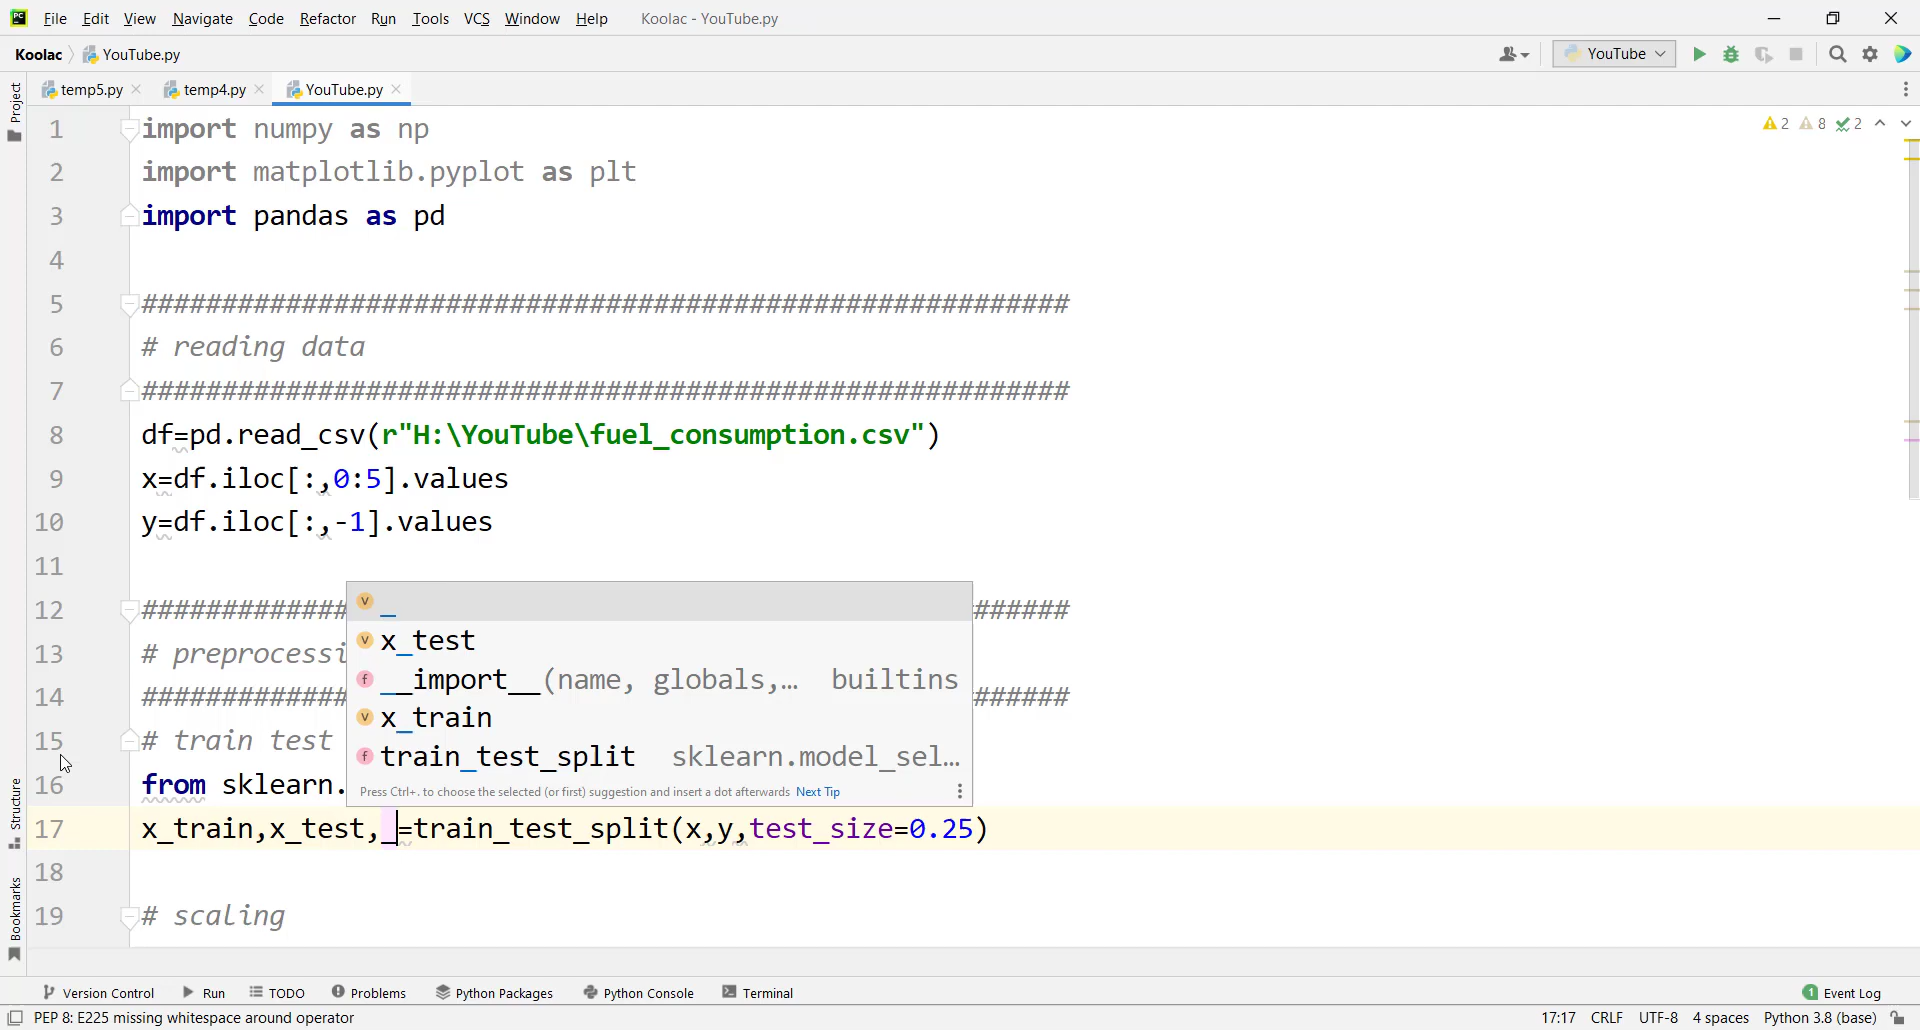 File Edit View Navigate Code Refactor Run Tools VCS Window Help Koolac - YouTube.py
Koolac YouTube.py YouTube
temp5.py temp4.py YouTube.py
Project
2 8 2
1 import numpy as np
2 import matplotlib.pyplot as plt
3 import pandas as pd
4
5 ##########################################################
6 # reading data
7 ##########################################################
8 df=pd.read_csv(r"H:\YouTube\fuel_consumption.csv")
9 x=df.iloc[:,0:5].values
10 y=df.iloc[:,-1].values
11
12 ############# ######
13 # preprocessi
14 ############# ######
15 # train test
16 from sklearn.
17 x_train,x_test,_=train_test_split(x,y,test_size=0.25)
18
19 # scaling
_
x_test
__import__(name, globals,… builtins
x_train
train_test_split sklearn.model_sel…
Press Ctrl+. to choose the selected (or first) suggestion and insert a dot afterwards Next Tip
Structure
Bookmarks
Version Control Run TODO Problems Python Packages Python Console Terminal 1 Event Log
PEP 8: E225 missing whitespace around operator 17:17 CRLF UTF-8 4 spaces Python 3.8 (base)